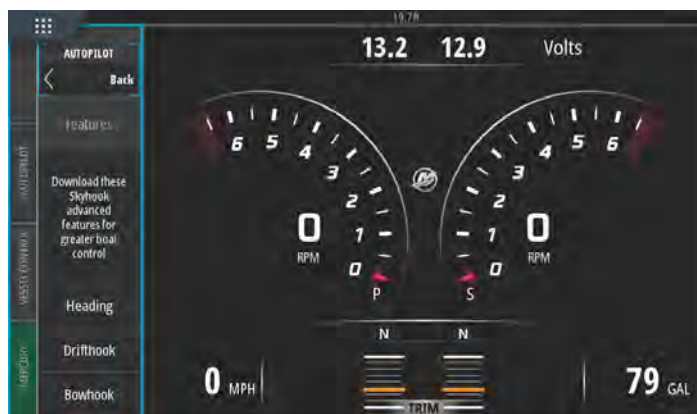 19.7ft
AUTOPILOT
Back
Features
Download these
Skyhook
advanced
features for
greater boat
control
Heading
Drifthook
Bowhook
AUTOPILOT
VESSEL CONTROL
MERCURY
13.2 12.9 Volts
6 5 4 3 2 1 0
0
RPM
P
6 5 4 3 2 1 0
0
RPM
S
N N
0 MPH
TRIM
79 GAL